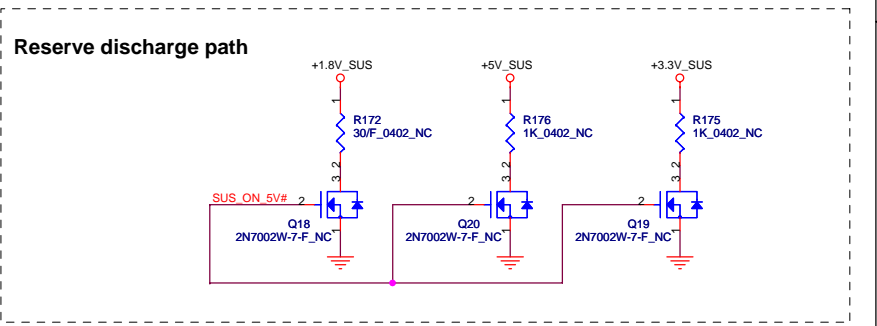 Reserve discharge path
+1.8V_SUS
+5V_SUS
+3.3V_SUS
1
1
1
R172
30/F_0402_NC
R176
1K_0402_NC
R175
1K_0402_NC
2
2
2
3
3
3
SUS_ON_5V#
2
2
2
Q18
2N7002W-7-F_NC
1
Q20
2N7002W-7-F_NC
1
Q19
2N7002W-7-F_NC
1